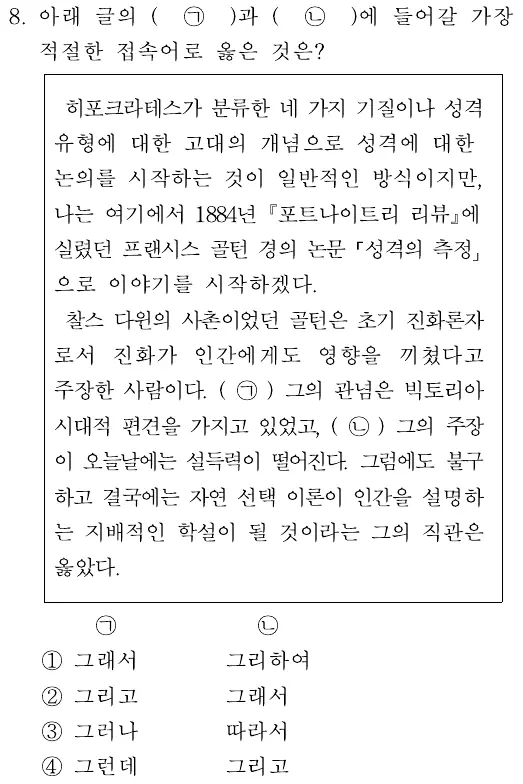 8. 아래 글의 ( ㉠ )과 ( ㉡ )에 들어갈 가장
적절한 접속어로 옳은 것은?
히포크라테스가 분류한 네 가지 기질이나 성격
유형에 대한 고대의 개념으로 성격에 대한
논의를 시작하는 것이 일반적인 방식이지만,
나는 여기에서 1884년 『포트나이트리 리뷰』에
실렸던 프랜시스 골턴 경의 논문 「성격의 측정」
으로 이야기를 시작하겠다.
찰스 다윈의 사촌이었던 골턴은 초기 진화론자
로서 진화가 인간에게도 영향을 끼쳤다고
주장한 사람이다. ( ㉠ ) 그의 관념은 빅토리아
시대적 편견을 가지고 있었고, ( ㉡ ) 그의 주장
이 오늘날에는 설득력이 떨어진다. 그럼에도 불구
하고 결국에는 자연 선택 이론이 인간을 설명하
는 지배적인 학설이 될 것이라는 그의 직관은
옳았다.
㉠ ㉡
① 그래서 그리하여
② 그리고 그래서
③ 그러나 따라서
④ 그런데 그리고